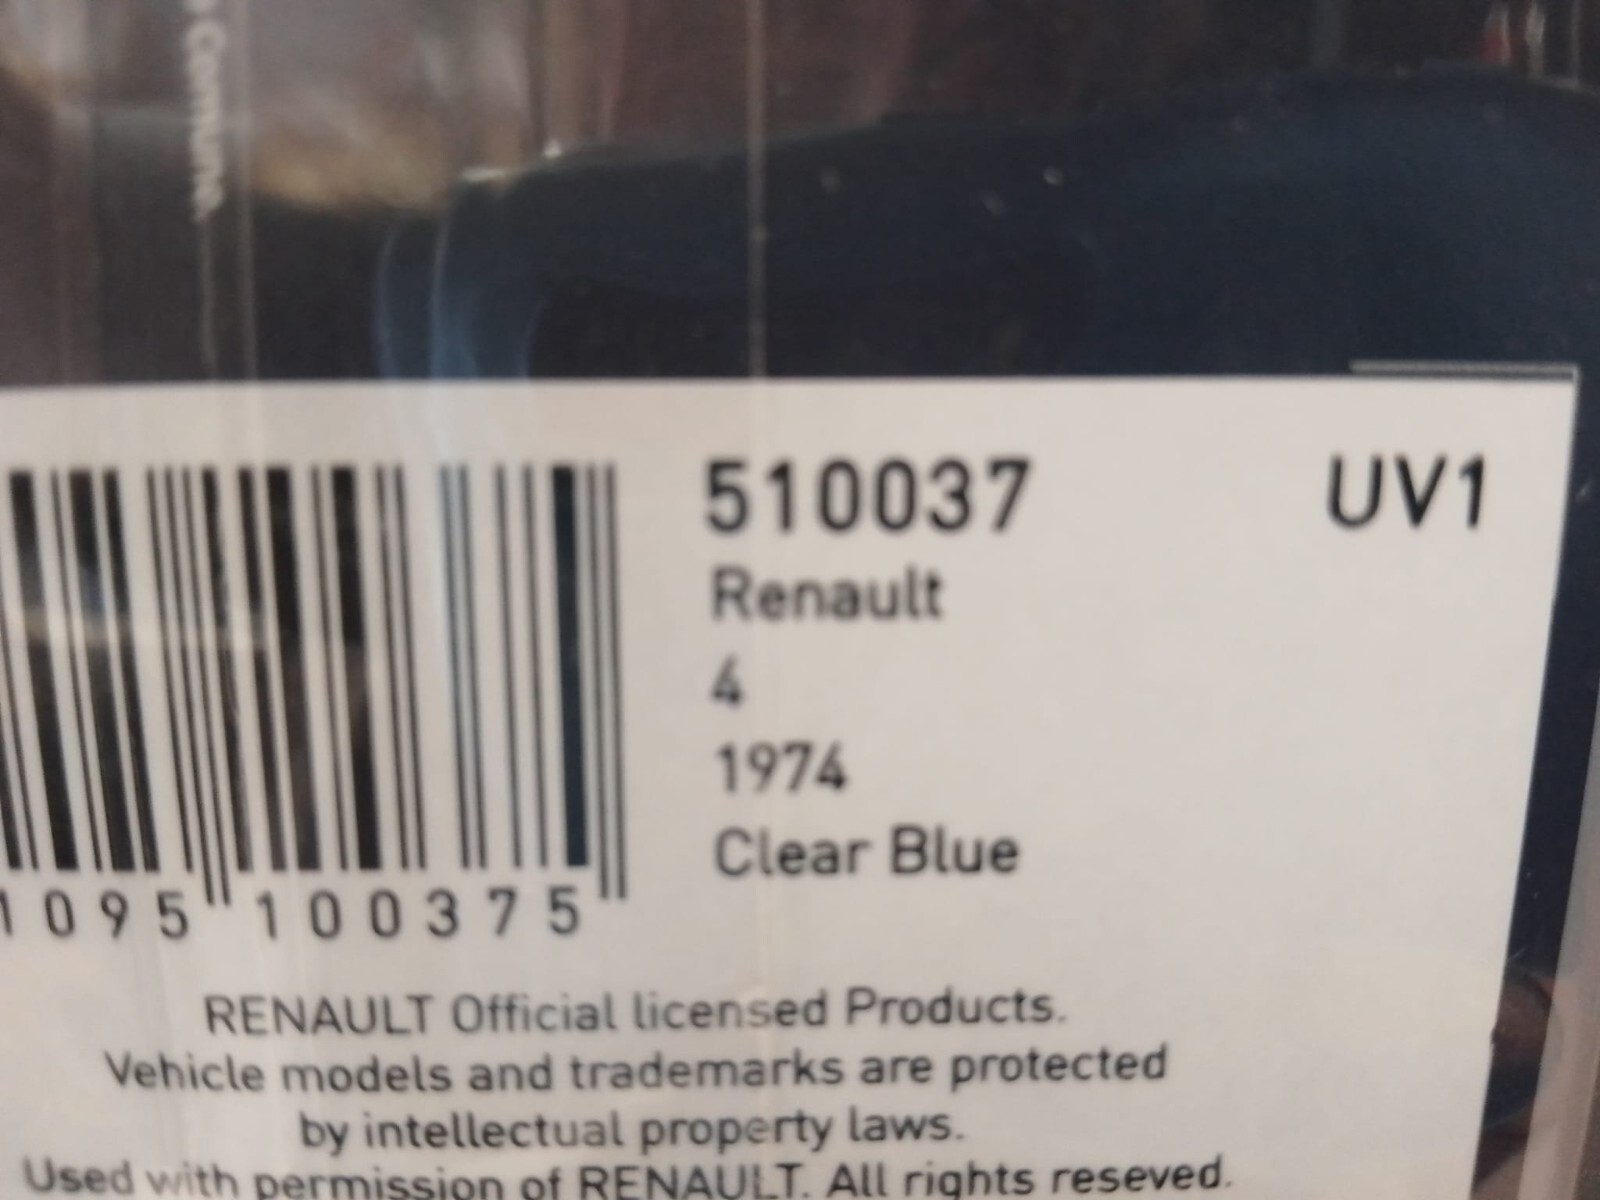 Comune.
510037 UV1
Renault
4
1974
Clear Blue
1095 100375
RENAULT Official licensed Products.
Vehicle models and trademarks are protected
by intellectual property laws.
Used with permission of RENAULT. All rights reseved.